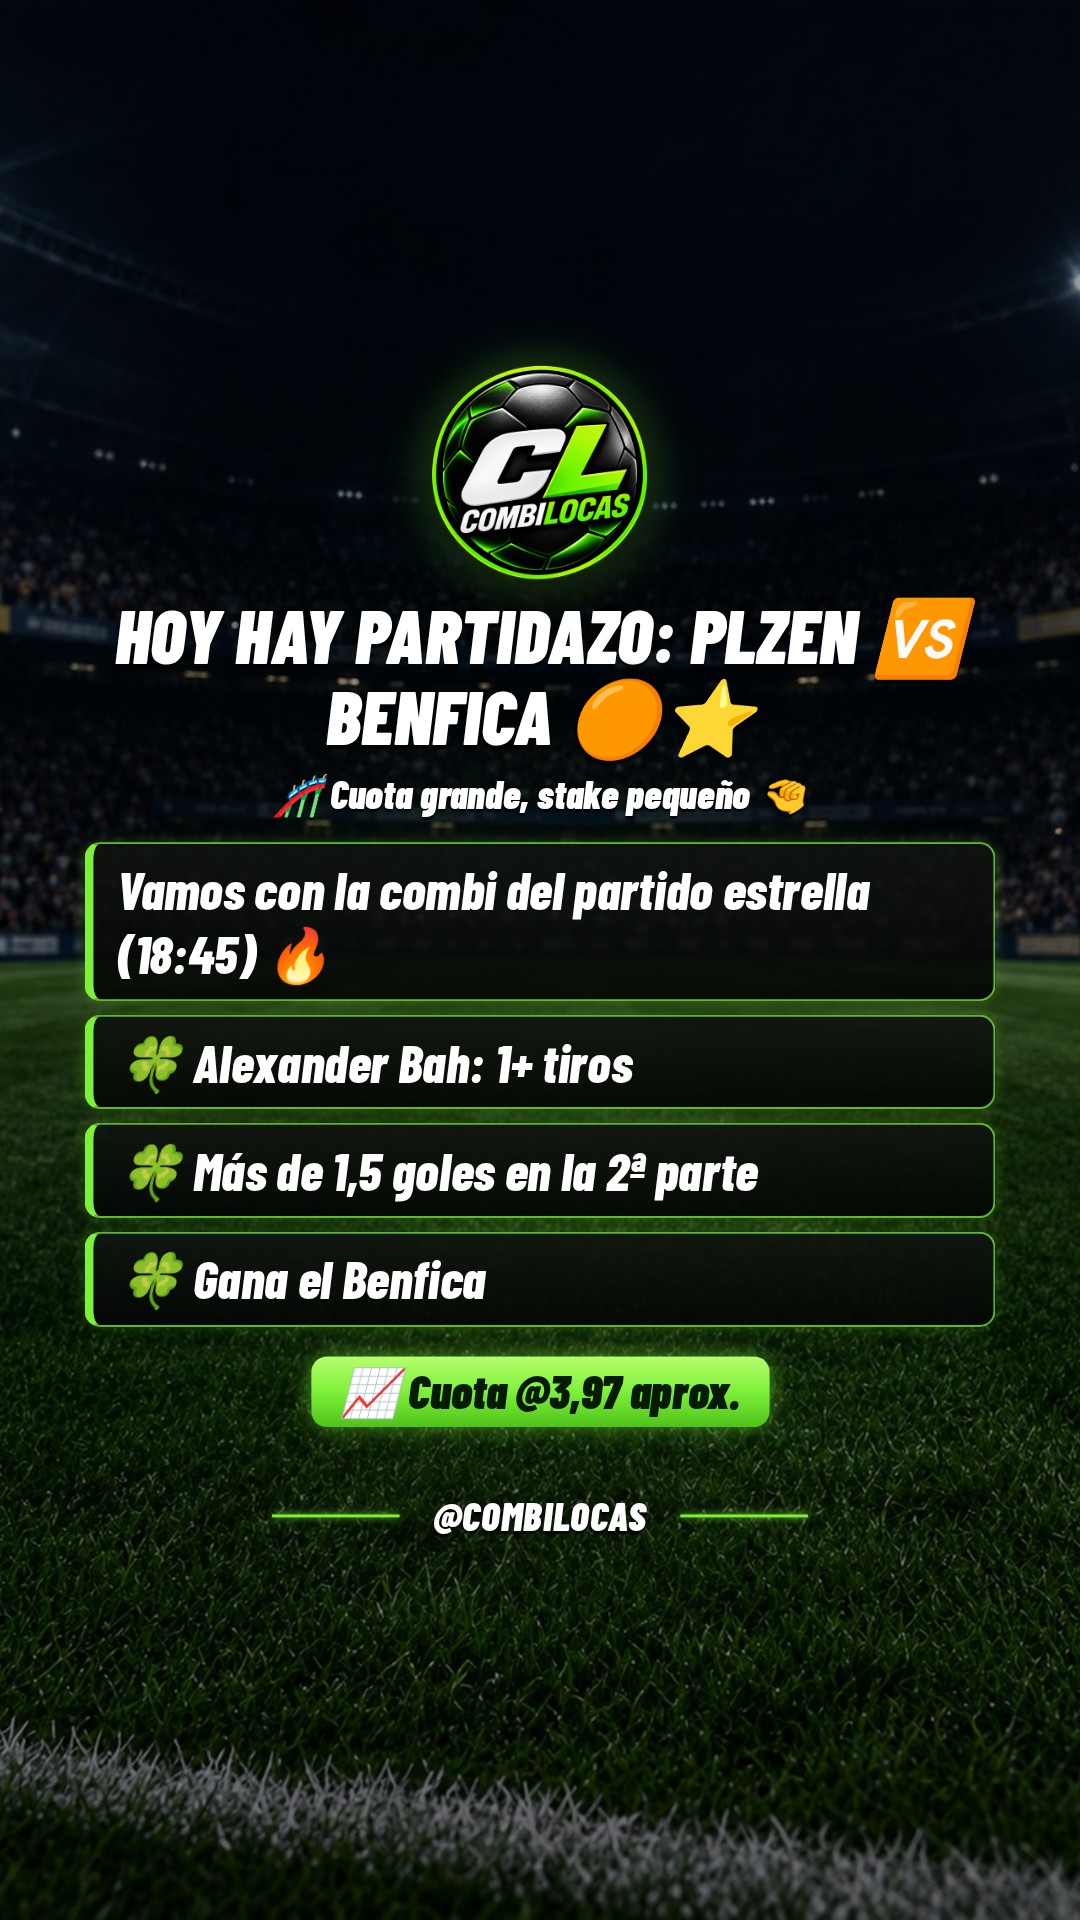 CL
COMBILOCAS
HOY HAY PARTIDAZO: PLZEN 🆚
BENFICA 🟠⭐
🎢 Cuota grande, stake pequeño 🤏
Vamos con la combi del partido estrella
(18:45) 🔥
🍀 Alexander Bah: 1+ tiros
🍀 Más de 1,5 goles en la 2ª parte
🍀 Gana el Benfica
📈 Cuota @3,97 aprox.
@COMBILOCAS